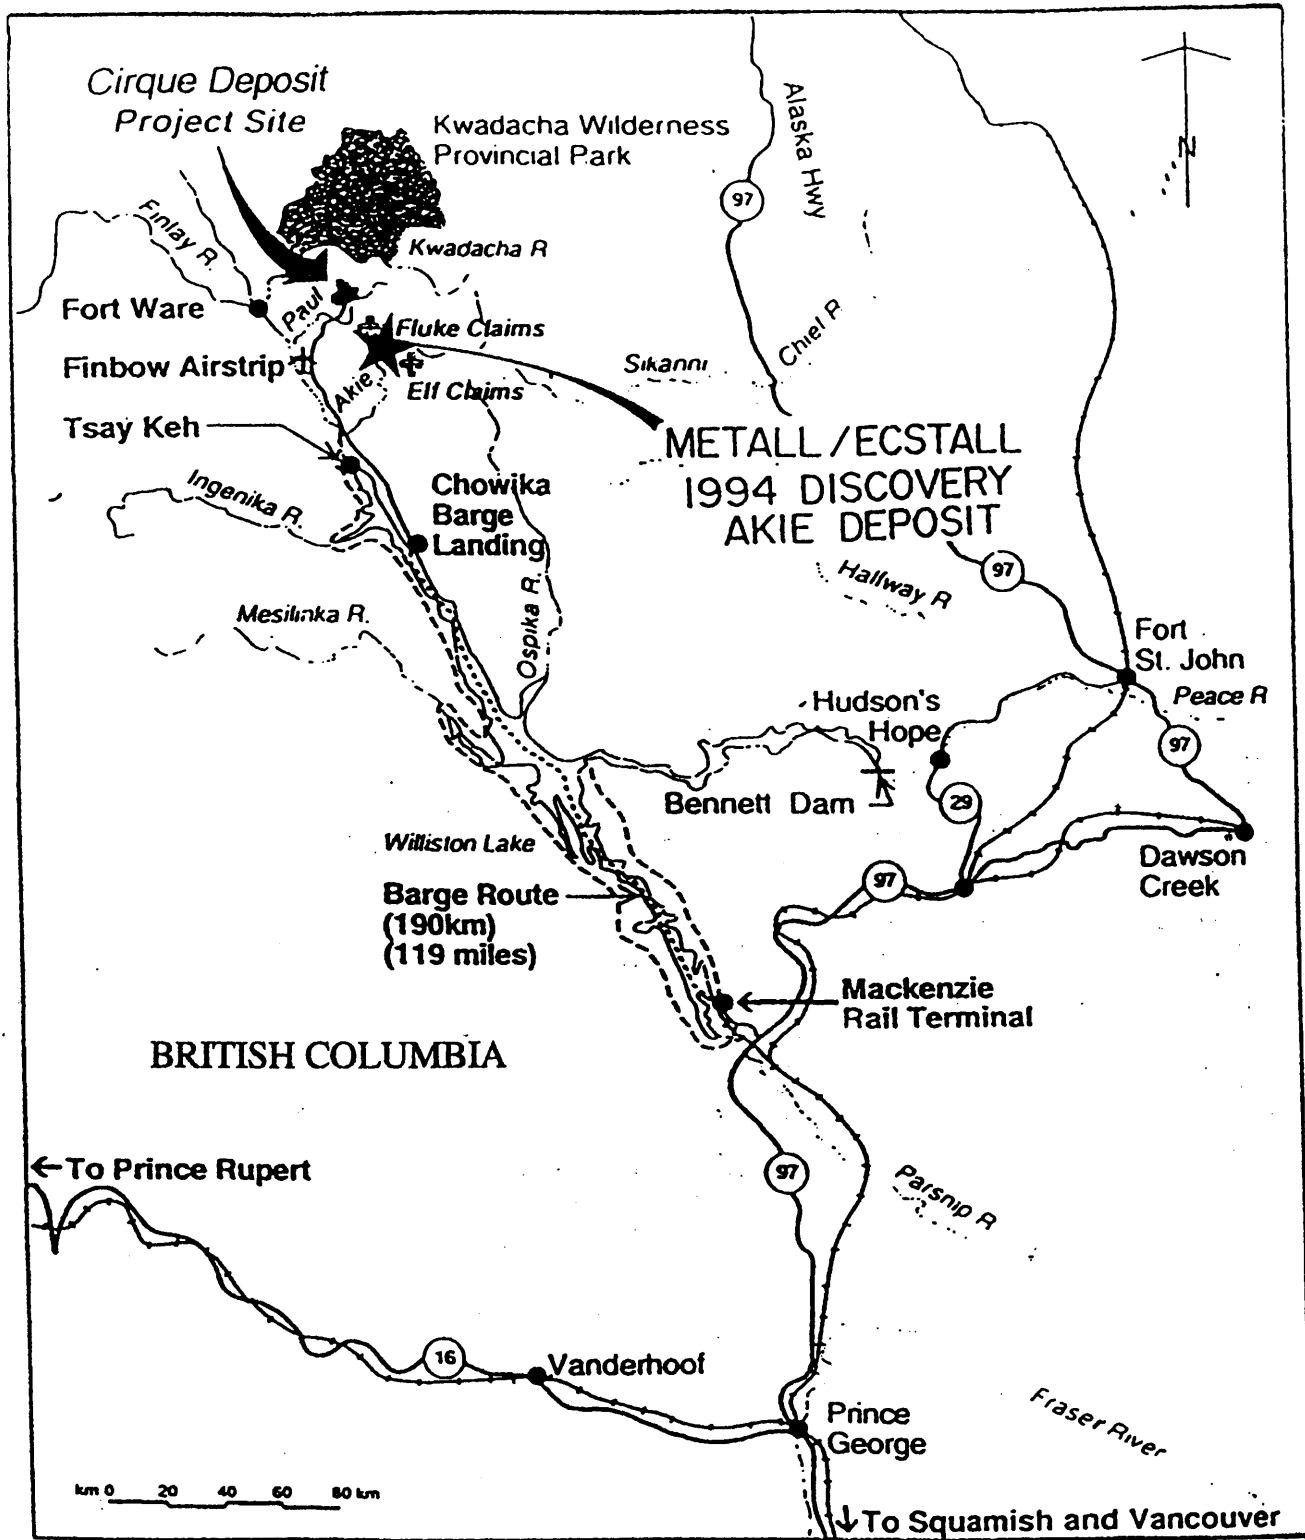 Cirque Deposit
Project Site
Kwadacha Wilderness
Provincial Park
Alaska Hwy
97
N
Finlay R.
Kwadacha R
Fort Ware
Paul
Fluke Claims
Chief R
Finbow Airstrip
Sikanni
Akie
Elf Claims
Tsay Keh
METALL/ECSTALL
1994 DISCOVERY
AKIE DEPOSIT
Ingenika R.
Chowika
Barge
Landing
97
Halfway R
Mesilinka R.
Ospika R.
Fort
St. John
Hudson's
Hope
Peace R
97
Bennett Dam
29
Williston Lake
Dawson
Creek
97
Barge Route
(190km)
(119 miles)
Mackenzie
Rail Terminal
BRITISH COLUMBIA
To Prince Rupert
97
Parsnip R
16
Vanderhoof
Prince
George
Fraser River
km 0 20 40 60 80 km
To Squamish and Vancouver